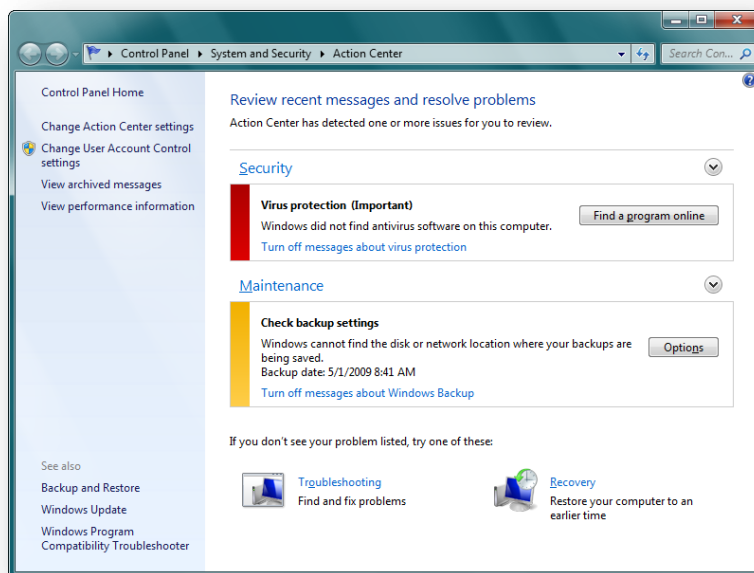 Control Panel ▸ System and Security ▸ Action Center
Search Con...
Control Panel Home
Change Action Center settings
Change User Account Control
settings
View archived messages
View performance information
See also
Backup and Restore
Windows Update
Windows Program
Compatibility Troubleshooter
Review recent messages and resolve problems
Action Center has detected one or more issues for you to review.
Security
Virus protection (Important)
Windows did not find antivirus software on this computer.
Find a program online
Turn off messages about virus protection
Maintenance
Check backup settings
Windows cannot find the disk or network location where your backups are
being saved.
Backup date: 5/1/2009 8:41 AM
Options
Turn off messages about Windows Backup
If you don't see your problem listed, try one of these:
Troubleshooting
Find and fix problems
Recovery
Restore your computer to an
earlier time